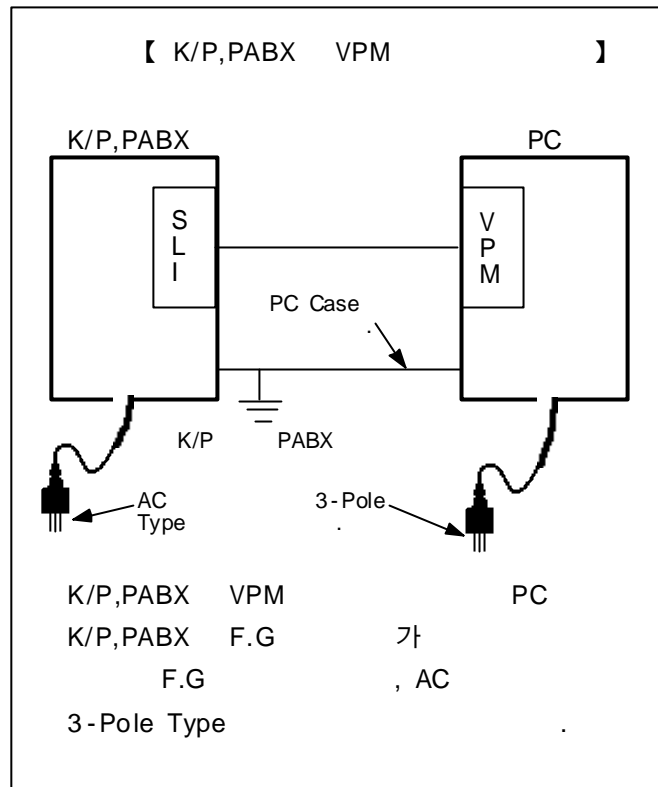 【 K/P,PABX VPM 】
K/P,PABX PC
S
L
I
V
P
M
PC Case
.
K/P PABX
AC
Type
3-Pole
.
K/P,PABX VPM PC
K/P,PABX F.G 가
F.G , AC
3-Pole Type .